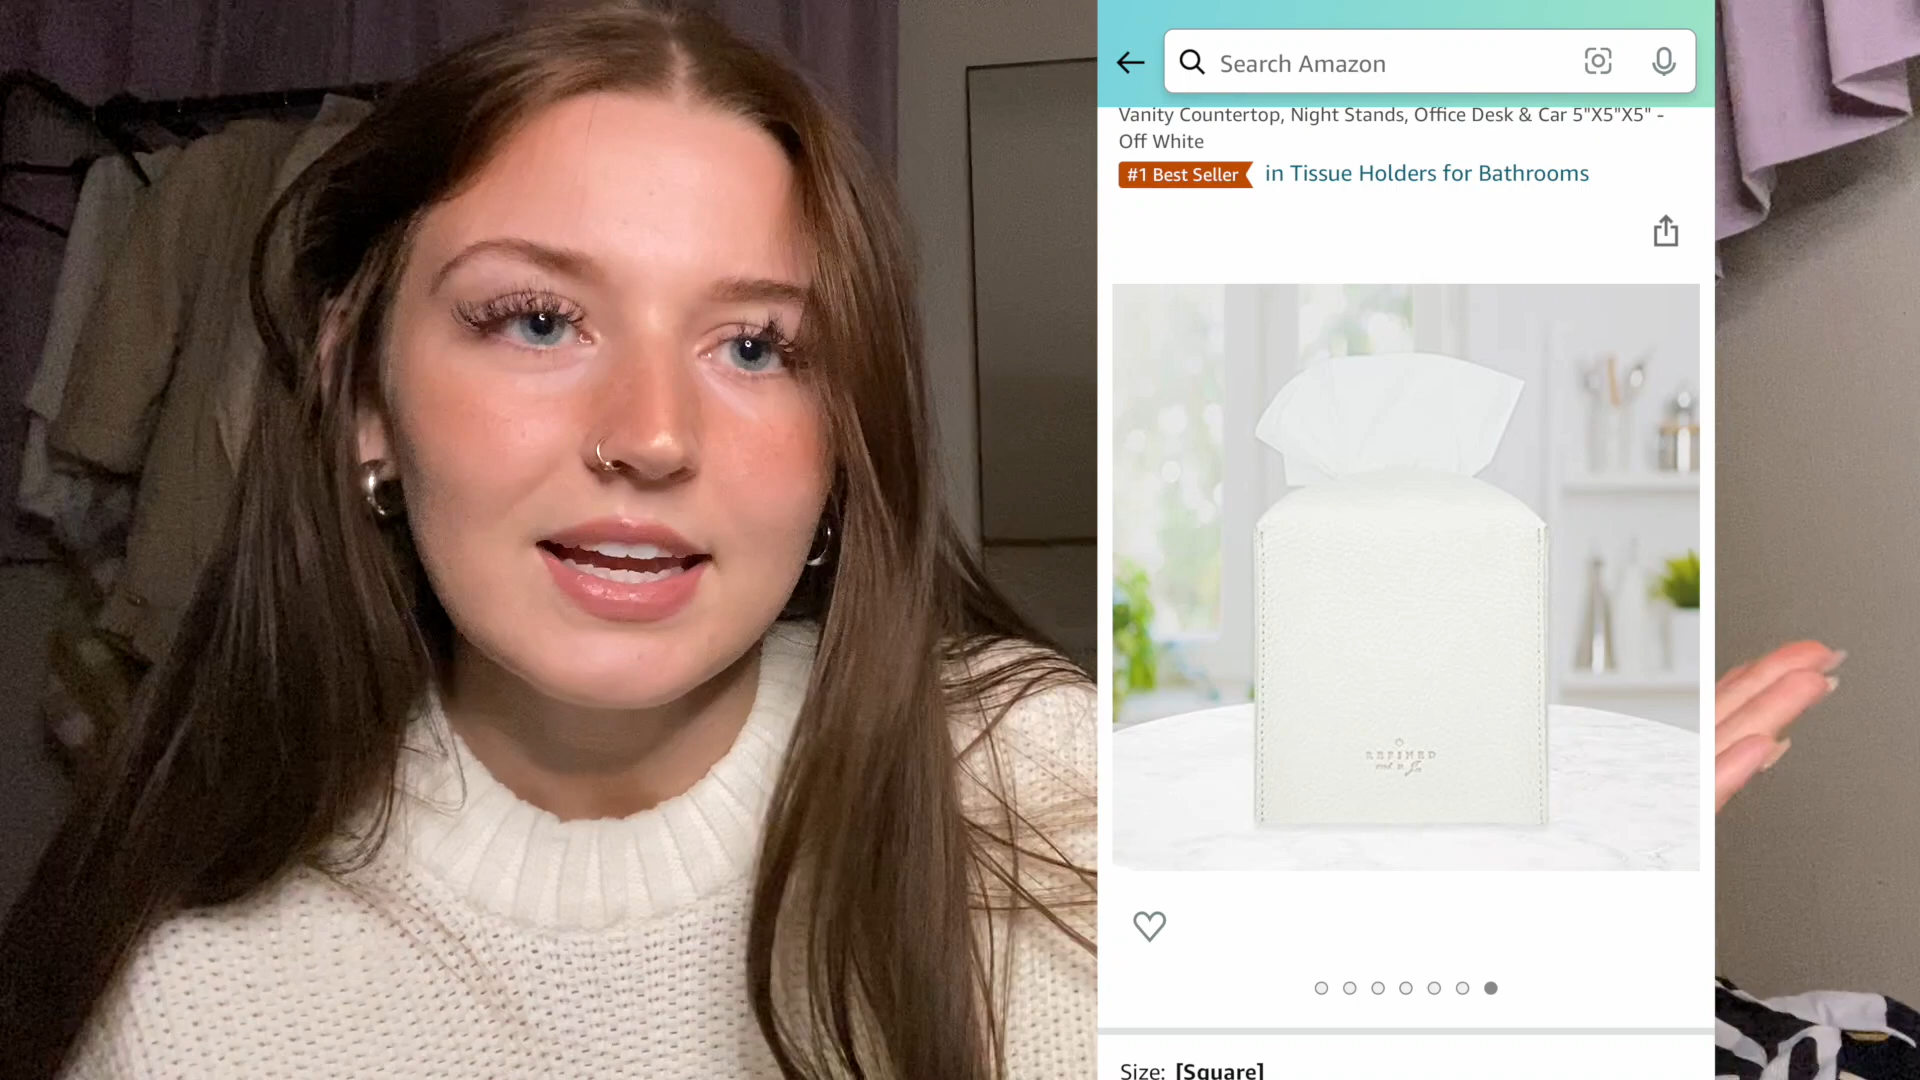 Search Amazon
Vanity Countertop, Night Stands, Office Desk & Car 5"X5"X5" -
Off White
#1 Best Seller in Tissue Holders for Bathrooms
REFINED
Size: [Square]